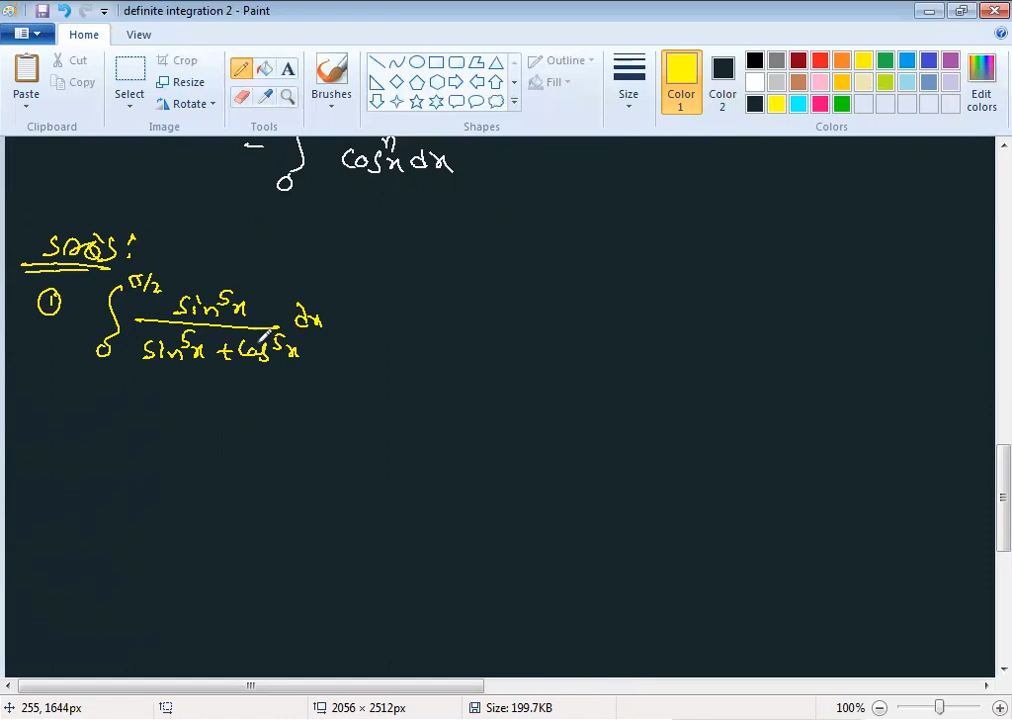 definite integration 2 - Paint
Home View
Paste
Cut
Copy
Clipboard
Select
Crop
Resize
Rotate
Image
A
Tools
Brushes
Outline
Fill
Shapes
Size
Color 1
Color 2
Edit colors
Colors
∫₀ cosⁿx dx
①
∫₀^π/2 sin⁵x / (sin⁵x + cos⁵x) dx
255, 1644px
2056 × 2512px
Size: 199.7KB
100%